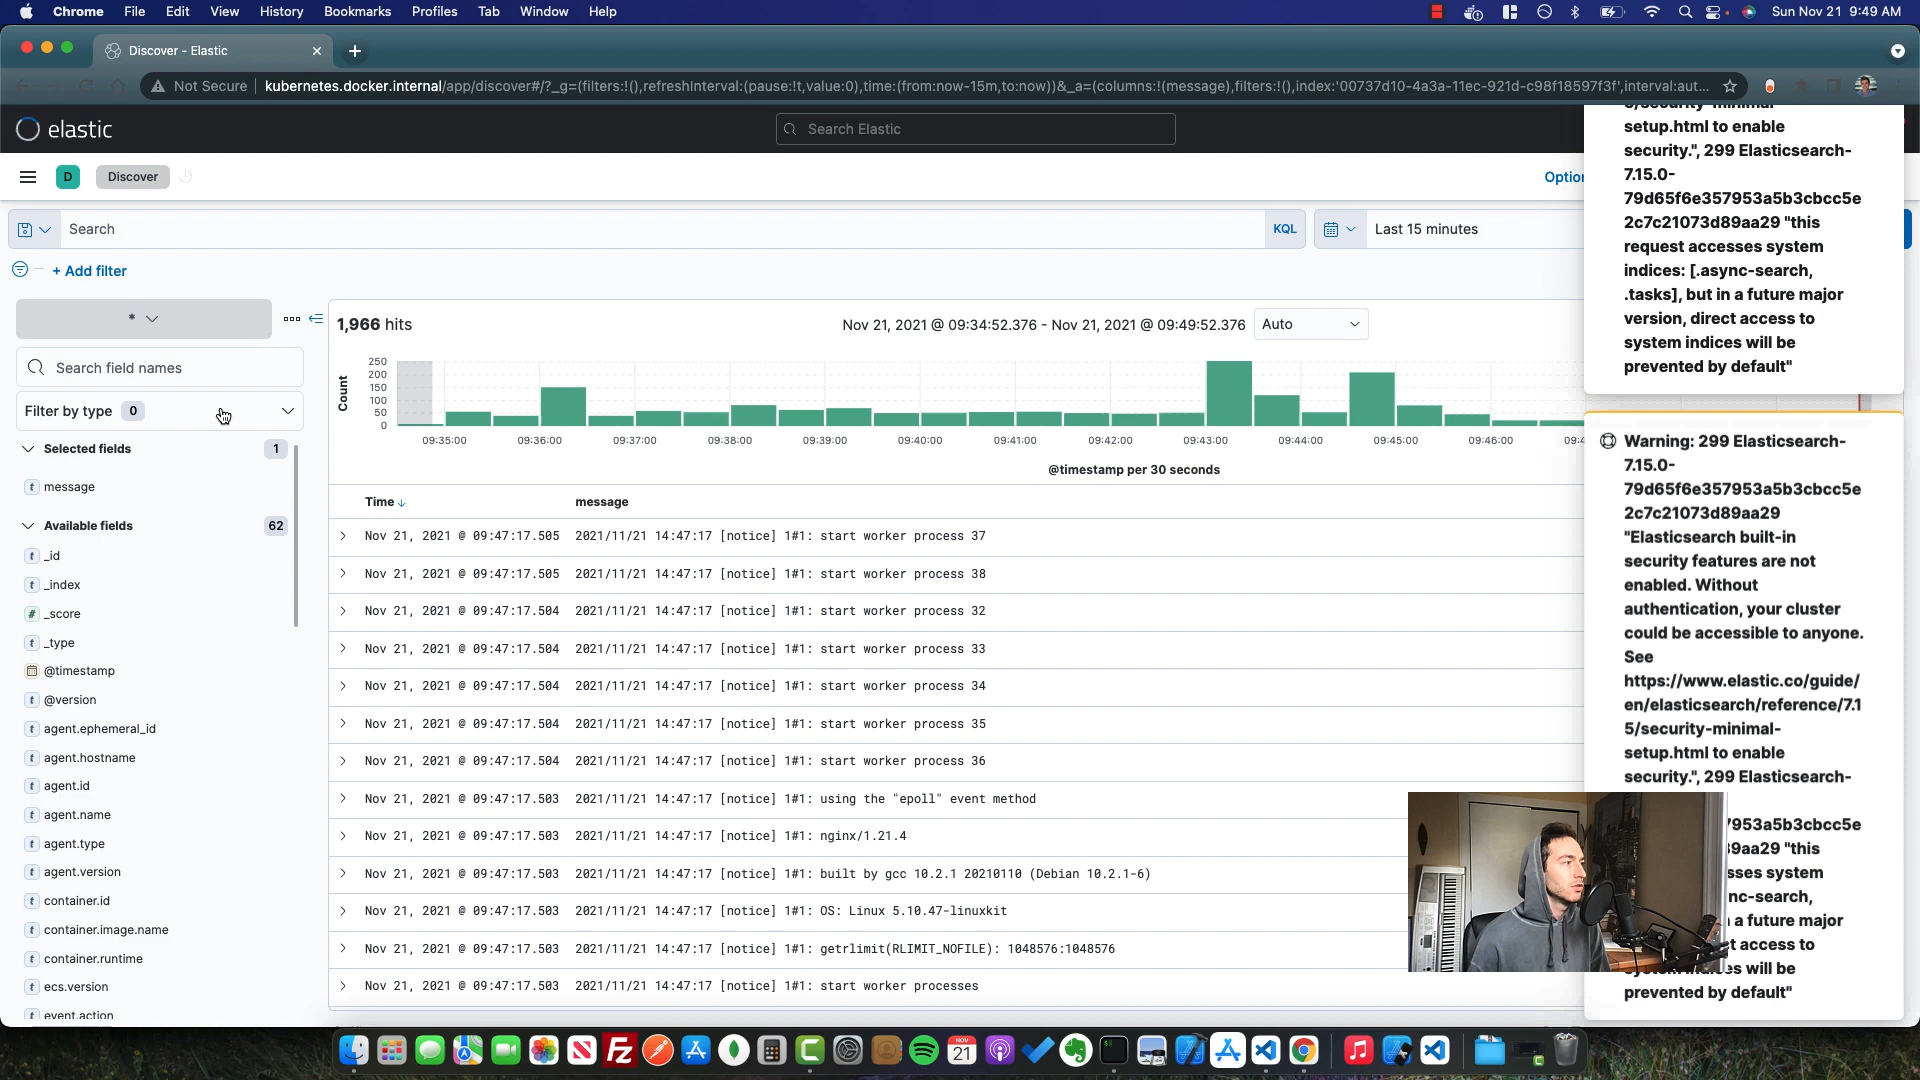 Chrome File Edit View History Bookmarks Profiles Tab Window Help
Sun Nov 21 9:49 AM
Discover - Elastic
Not Secure kubernetes.docker.internal/app/discover#/?_g=(filters:!(),refreshInterval:(pause:!t,value:0),time:(from:now-15m,to:now))&_a=(columns:!(message),filters:!(),index:'00737d10-4a3a-11ec-921d-c98f18597f3f',interval:aut...
elastic
Search Elastic
D Discover
Search
KQL
Last 15 minutes
+ Add filter
*
Search field names
Filter by type 0
Selected fields 1
t message
Available fields 62
t _id
t _index
# _score
t _type
@timestamp
t @version
t agent.ephemeral_id
t agent.hostname
t agent.id
t agent.name
t agent.type
t agent.version
t container.id
t container.image.name
t container.runtime
t ecs.version
t event.action
1,966 hits
Nov 21, 2021 @ 09:34:52.376 - Nov 21, 2021 @ 09:49:52.376 Auto
Count
250
200
150
100
50
0
09:35:00 09:36:00 09:37:00 09:38:00 09:39:00 09:40:00 09:41:00 09:42:00 09:43:00 09:44:00 09:45:00 09:46:00
@timestamp per 30 seconds
Time message
Nov 21, 2021 @ 09:47:17.505 2021/11/21 14:47:17 [notice] 1#1: start worker process 37
Nov 21, 2021 @ 09:47:17.505 2021/11/21 14:47:17 [notice] 1#1: start worker process 38
Nov 21, 2021 @ 09:47:17.504 2021/11/21 14:47:17 [notice] 1#1: start worker process 32
Nov 21, 2021 @ 09:47:17.504 2021/11/21 14:47:17 [notice] 1#1: start worker process 33
Nov 21, 2021 @ 09:47:17.504 2021/11/21 14:47:17 [notice] 1#1: start worker process 34
Nov 21, 2021 @ 09:47:17.504 2021/11/21 14:47:17 [notice] 1#1: start worker process 35
Nov 21, 2021 @ 09:47:17.504 2021/11/21 14:47:17 [notice] 1#1: start worker process 36
Nov 21, 2021 @ 09:47:17.503 2021/11/21 14:47:17 [notice] 1#1: using the "epoll" event method
Nov 21, 2021 @ 09:47:17.503 2021/11/21 14:47:17 [notice] 1#1: nginx/1.21.4
Nov 21, 2021 @ 09:47:17.503 2021/11/21 14:47:17 [notice] 1#1: built by gcc 10.2.1 20210110 (Debian 10.2.1-6)
Nov 21, 2021 @ 09:47:17.503 2021/11/21 14:47:17 [notice] 1#1: OS: Linux 5.10.47-linuxkit
Nov 21, 2021 @ 09:47:17.503 2021/11/21 14:47:17 [notice] 1#1: getrlimit(RLIMIT_NOFILE): 1048576:1048576
Nov 21, 2021 @ 09:47:17.503 2021/11/21 14:47:17 [notice] 1#1: start worker processes
setup.html to enable
security.", 299 Elasticsearch-
7.15.0-
79d65f6e357953a5b3cbcc5e
2c7c21073d89aa29 "this
request accesses system
indices: [.async-search,
.tasks], but in a future major
version, direct access to
system indices will be
prevented by default"
Warning: 299 Elasticsearch-
7.15.0-
79d65f6e357953a5b3cbcc5e
2c7c21073d89aa29
"Elasticsearch built-in
security features are not
enabled. Without
authentication, your cluster
could be accessible to anyone.
See
https://www.elastic.co/guide/
en/elasticsearch/reference/7.1
5/security-minimal-
setup.html to enable
security.", 299 Elasticsearch-
7953a5b3cbcc5e
"this
system
-search,
a future major
access to
will be
prevented by default"
NOV
21